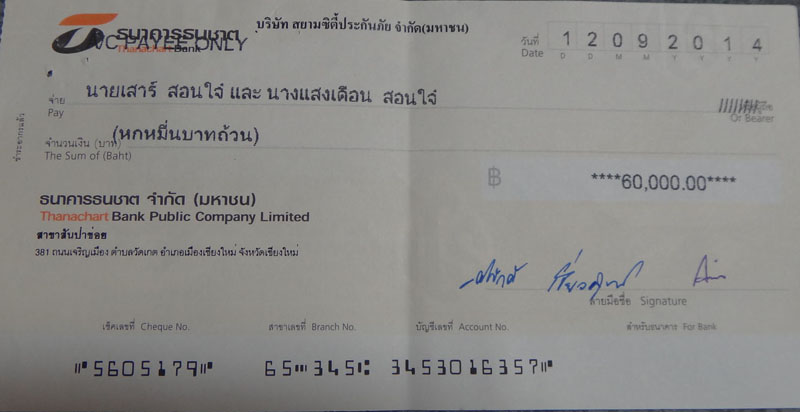 บริษัท สยามซิตี้ประกันภัย จำกัด(มหาชน)
ธนาคารธนชาต
Thanachart Bank
A/C PAYEE ONLY
วันที่ 1 2 0 9 2 0 1 4
Date D D M M Y Y Y Y
จ่าย นายเสาร์ สอนใจ๋ และ นางแสงเดือน สอนใจ๋
Pay Or Bearer
จำนวนเงิน (บาท) (หกหมื่นบาทถ้วน)
The Sum of (Baht)
฿ ****60,000.00****
ธนาคารธนชาต จำกัด (มหาชน)
Thanachart Bank Public Company Limited
สาขาสันป่าข่อย
381 ถนนเจริญเมือง ตำบลวัดเกต อำเภอเมืองเชียงใหม่ จังหวัดเชียงใหม่
ลายมือชื่อ Signature
เช็คเลขที่ Cheque No. สาขาเลขที่ Branch No. บัญชีเลขที่ Account No. สำหรับธนาคาร For Bank
⑈5605179⑈ 65⑉345⑆ 3453016357⑈